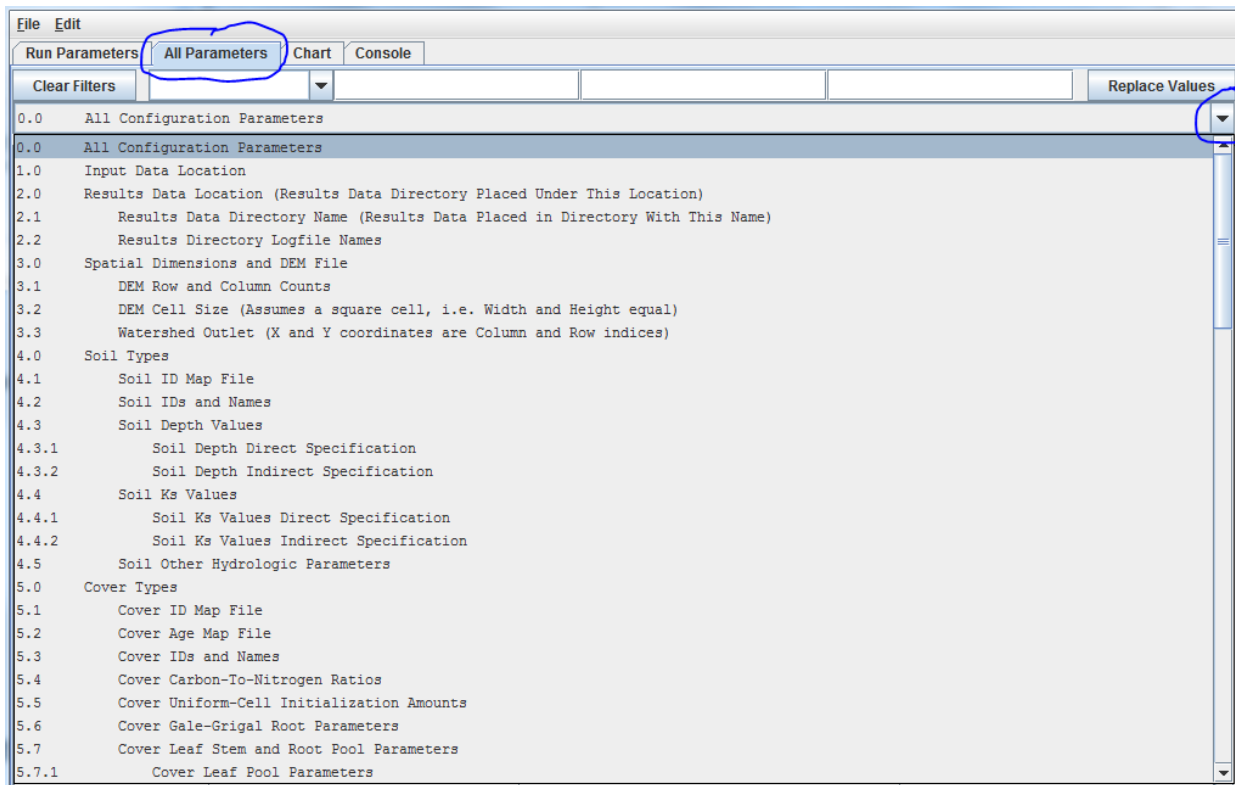 File Edit
Run Parameters All Parameters Chart Console
Clear Filters Replace Values
0.0 All Configuration Parameters
0.0 All Configuration Parameters
1.0 Input Data Location
2.0 Results Data Location (Results Data Directory Placed Under This Location)
2.1 Results Data Directory Name (Results Data Placed in Directory With This Name)
2.2 Results Directory Logfile Names
3.0 Spatial Dimensions and DEM File
3.1 DEM Row and Column Counts
3.2 DEM Cell Size (Assumes a square cell, i.e. Width and Height equal)
3.3 Watershed Outlet (X and Y coordinates are Column and Row indices)
4.0 Soil Types
4.1 Soil ID Map File
4.2 Soil IDs and Names
4.3 Soil Depth Values
4.3.1 Soil Depth Direct Specification
4.3.2 Soil Depth Indirect Specification
4.4 Soil Ks Values
4.4.1 Soil Ks Values Direct Specification
4.4.2 Soil Ks Values Indirect Specification
4.5 Soil Other Hydrologic Parameters
5.0 Cover Types
5.1 Cover ID Map File
5.2 Cover Age Map File
5.3 Cover IDs and Names
5.4 Cover Carbon-To-Nitrogen Ratios
5.5 Cover Uniform-Cell Initialization Amounts
5.6 Cover Gale-Grigal Root Parameters
5.7 Cover Leaf Stem and Root Pool Parameters
5.7.1 Cover Leaf Pool Parameters